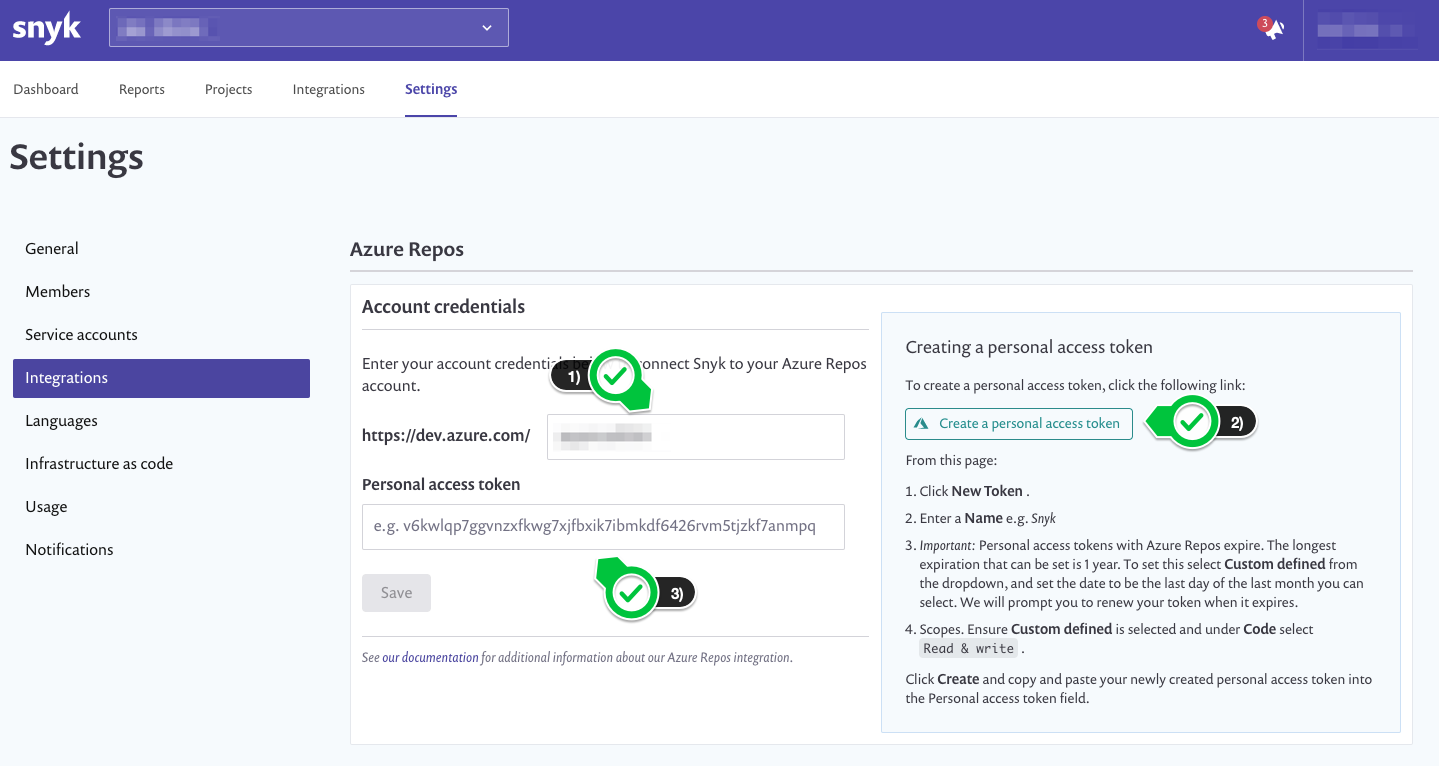 snyk
3
Dashboard Reports Projects Integrations Settings
Settings
General
Members
Service accounts
Integrations
Languages
Infrastructure as code
Usage
Notifications
Azure Repos
Account credentials
Enter your account credentials connect Snyk to your Azure Repos
account.
1)
https://dev.azure.com/
Personal access token
e.g. v6kwlqp7ggvnzxfkwg7xjfbxik7ibmkdf6426rvm5tjzkf7anmpq
3)
Save
See our documentation for additional information about our Azure Repos integration.
Creating a personal access token
To create a personal access token, click the following link:
Create a personal access token
2)
From this page:
1. Click New Token .
2. Enter a Name e.g. Snyk
3. Important: Personal access tokens with Azure Repos expire. The longest
expiration that can be set is 1 year. To set this select Custom defined from
the dropdown, and set the date to be the last day of the last month you can
select. We will prompt you to renew your token when it expires.
4. Scopes. Ensure Custom defined is selected and under Code select
Read & write .
Click Create and copy and paste your newly created personal access token into
the Personal access token field.